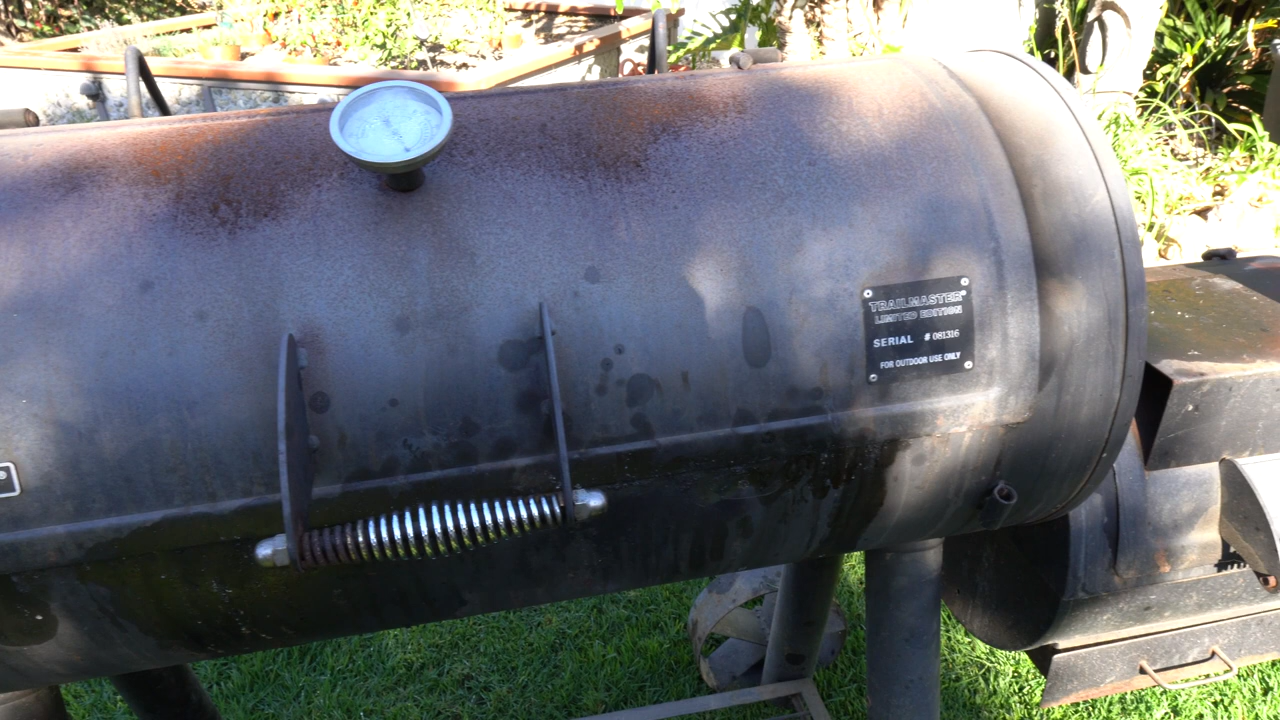 TRAILMASTER®
LIMITED EDITION
SERIAL # 081316
FOR OUTDOOR USE ONLY
®